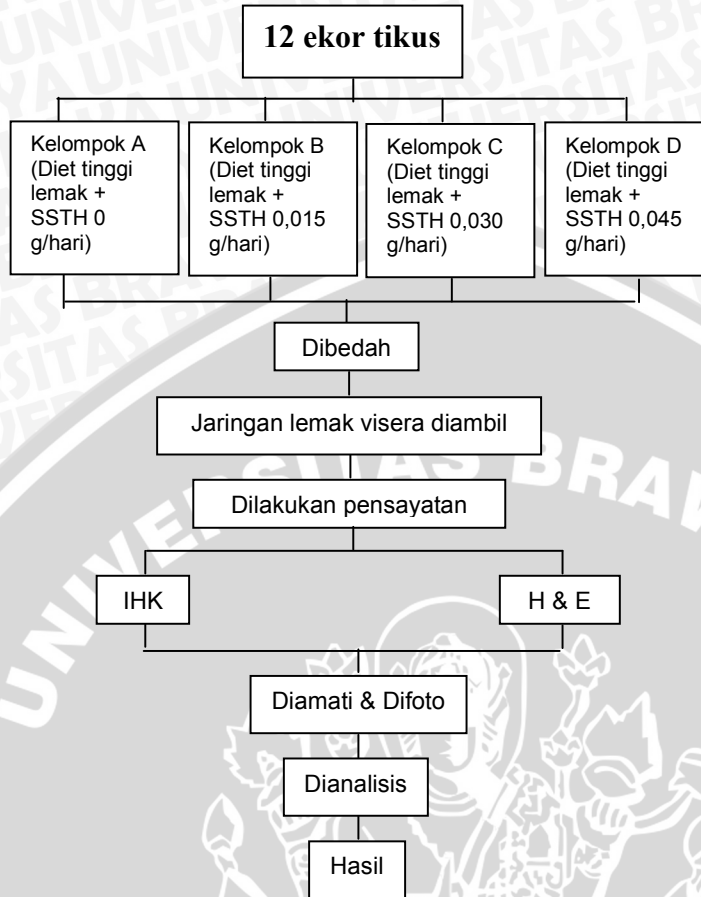 12 ekor tikus
Kelompok A
(Diet tinggi
lemak +
SSTH 0
g/hari)
Kelompok B
(Diet tinggi
lemak +
SSTH 0,015
g/hari)
Kelompok C
(Diet tinggi
lemak +
SSTH 0,030
g/hari)
Kelompok D
(Diet tinggi
lemak +
SSTH 0,045
g/hari)
Dibedah
Jaringan lemak visera diambil
Dilakukan pensayatan
IHK
H & E
Diamati & Difoto
Dianalisis
Hasil
UNIVERSITAS BRAW